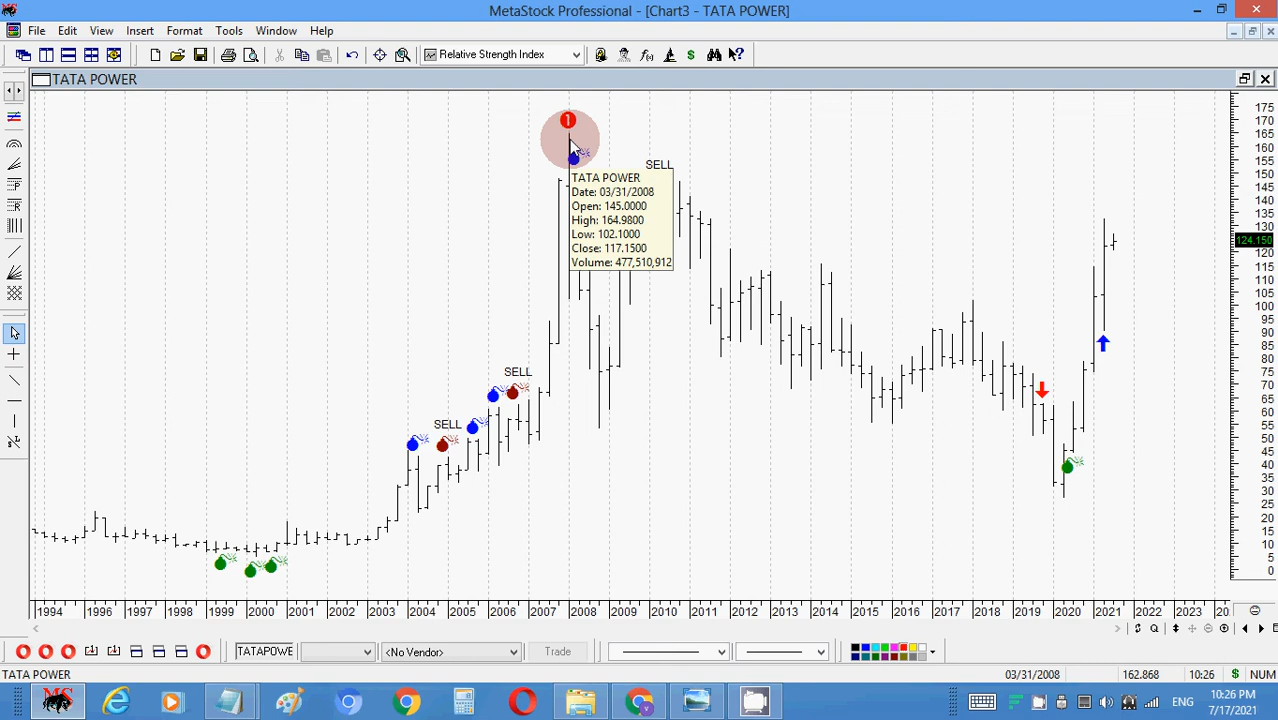 MetaStock Professional - [Chart3 - TATA POWER]
File Edit View Insert Format Tools Window Help
Relative Strength Index
TATA POWER
1
SELL
TATA POWER
Date: 03/31/2008
Open: 145.0000
High: 164.9800
Low: 102.1000
Close: 117.1500
Volume: 477,510,912
SELL
SELL
175
170
165
160
155
150
145
140
135
130
124.150
120
115
110
105
100
95
90
85
80
75
70
65
60
55
50
45
40
35
30
25
20
15
10
5
0
1994 1996 1997 1998 1999 2000 2002 2003 2004 2005 2006 2007 2008 2009 2010 2011 2012 2013 2014 2015 2016 2017 2018 2019 2020 2021 2022 2023 20
TATAPOWE <No Vendor> Trade
TATA POWER 03/31/2008 162.868 10:26 $ NUM
ENG 10:26 PM
7/17/2021